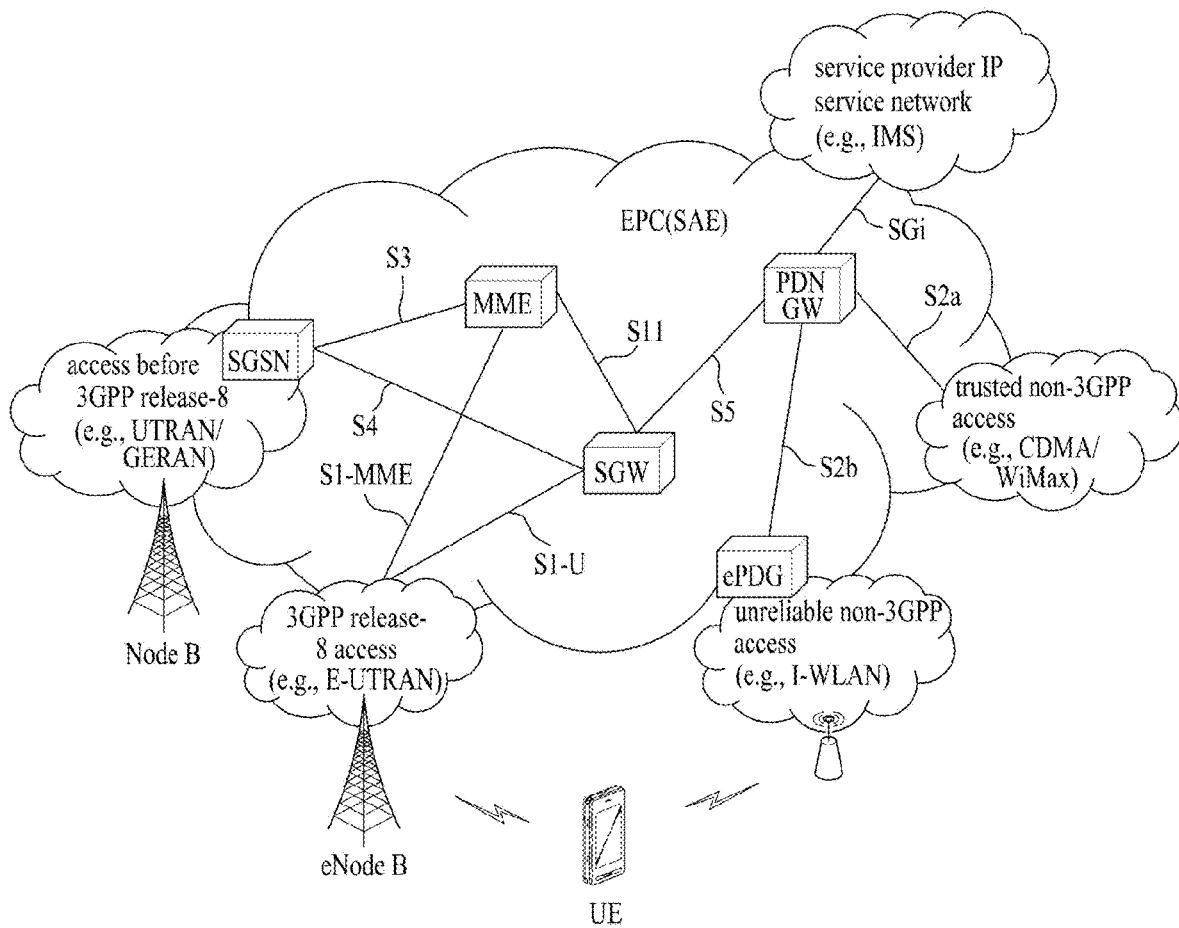 service provider IP
service network
(e.g., IMS)
EPC(SAE)
SGi
S3
MME
PDN
GW
S2a
SGSN
S11
access before
3GPP release-8
(e.g., UTRAN/
GERAN)
trusted non-3GPP
access
(e.g., CDMA/
WiMax)
S4
S5
S1-MME
SGW
S2b
S1-U
ePDG
3GPP release-
8 access
(e.g., E-UTRAN)
unreliable non-3GPP
access
(e.g., I-WLAN)
Node B
eNode B
UE